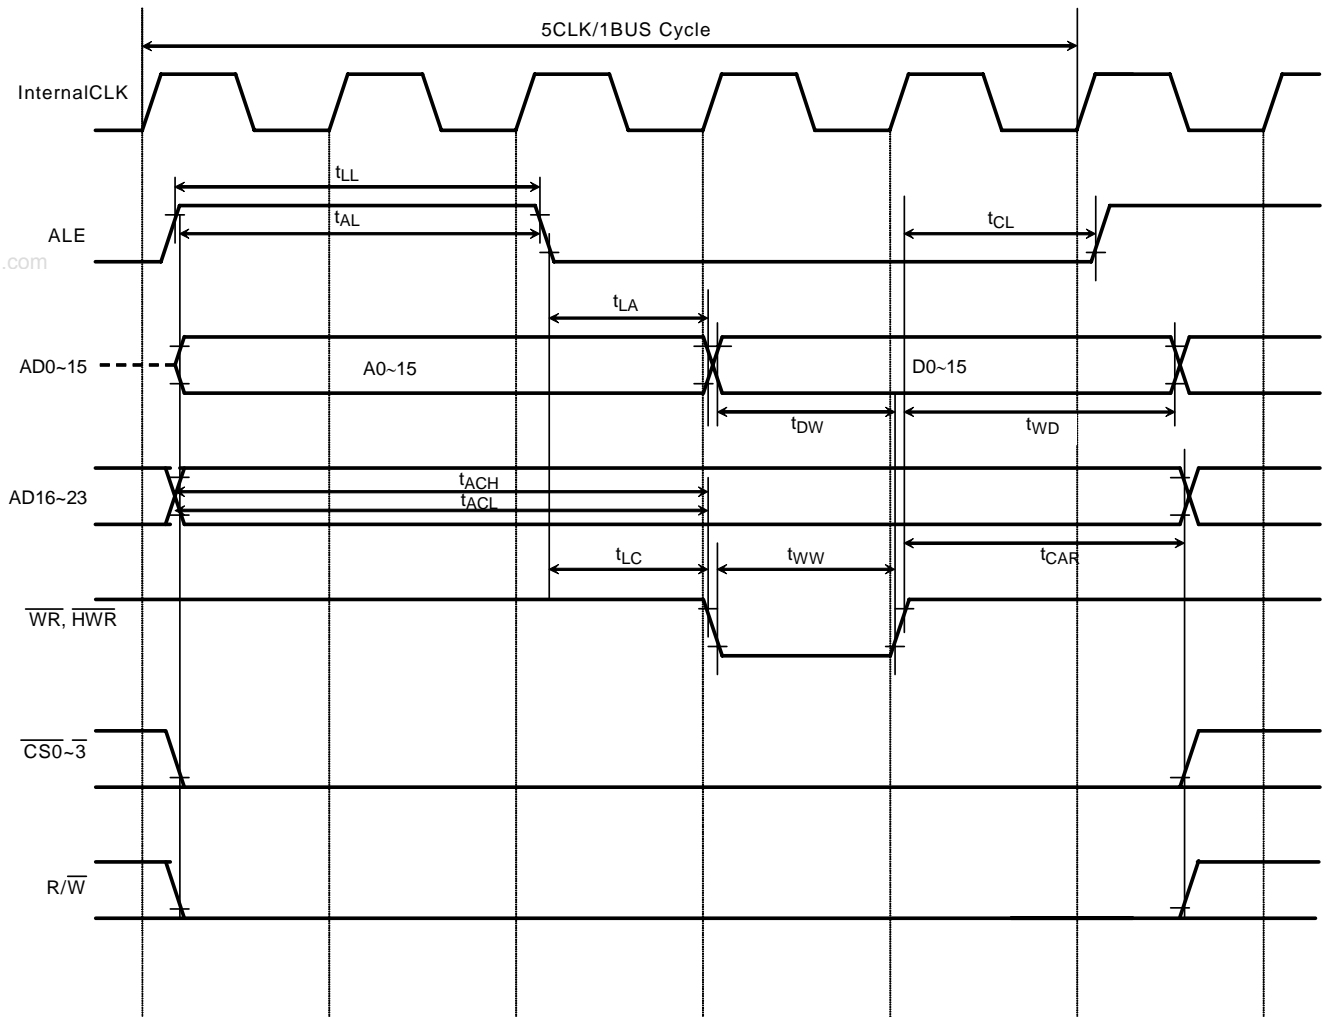 5CLK/1BUS Cycle
InternalCLK
tLL
tAL
ALE
tCL
.com
tLA
AD0~15
A0~15
D0~15
tDW
tWD
AD16~23
tACH
tACL
tLC
tWW
tCAR
WR, HWR
CS0~3
R/W